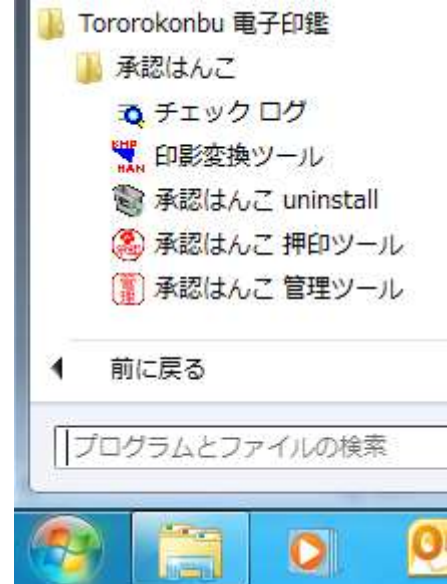 Tororokonbu 電子印鑑
承認はんこ
チェック ログ
印影変換ツール
承認はんこ uninstall
承認はんこ 押印ツール
承認はんこ 管理ツール
前に戻る
プログラムとファイルの検索